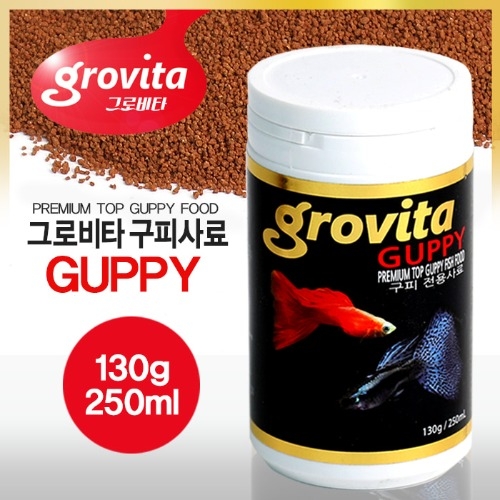 grovita
그로비타
PREMIUM TOP GUPPY FOOD
그로비타 구피사료
GUPPY
130g
250ml
grovita
GUPPY
PREMIUM TOP GUPPY FISH FOOD
구피 전용사료
130g / 250mL